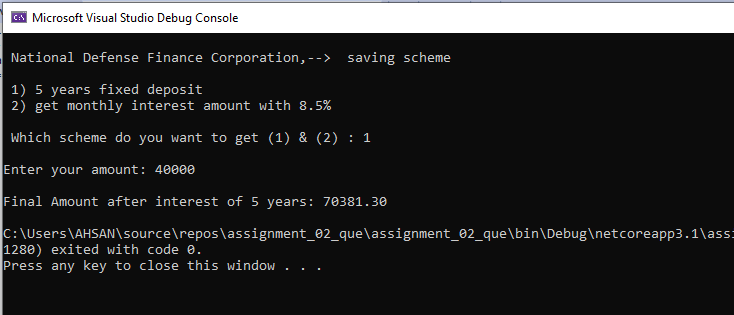 Microsoft Visual Studio Debug Console
National Defense Finance Corporation,-->  saving scheme
1) 5 years fixed deposit
2) get monthly interest amount with 8.5%
Which scheme do you want to get (1) & (2) : 1
Enter your amount: 40000
Final Amount after interest of 5 years: 70381.30
C:\Users\AHSAN\source\repos\assignment_02_que\assignment_02_que\bin\Debug\netcoreapp3.1\assi
1280) exited with code 0.
Press any key to close this window . . .